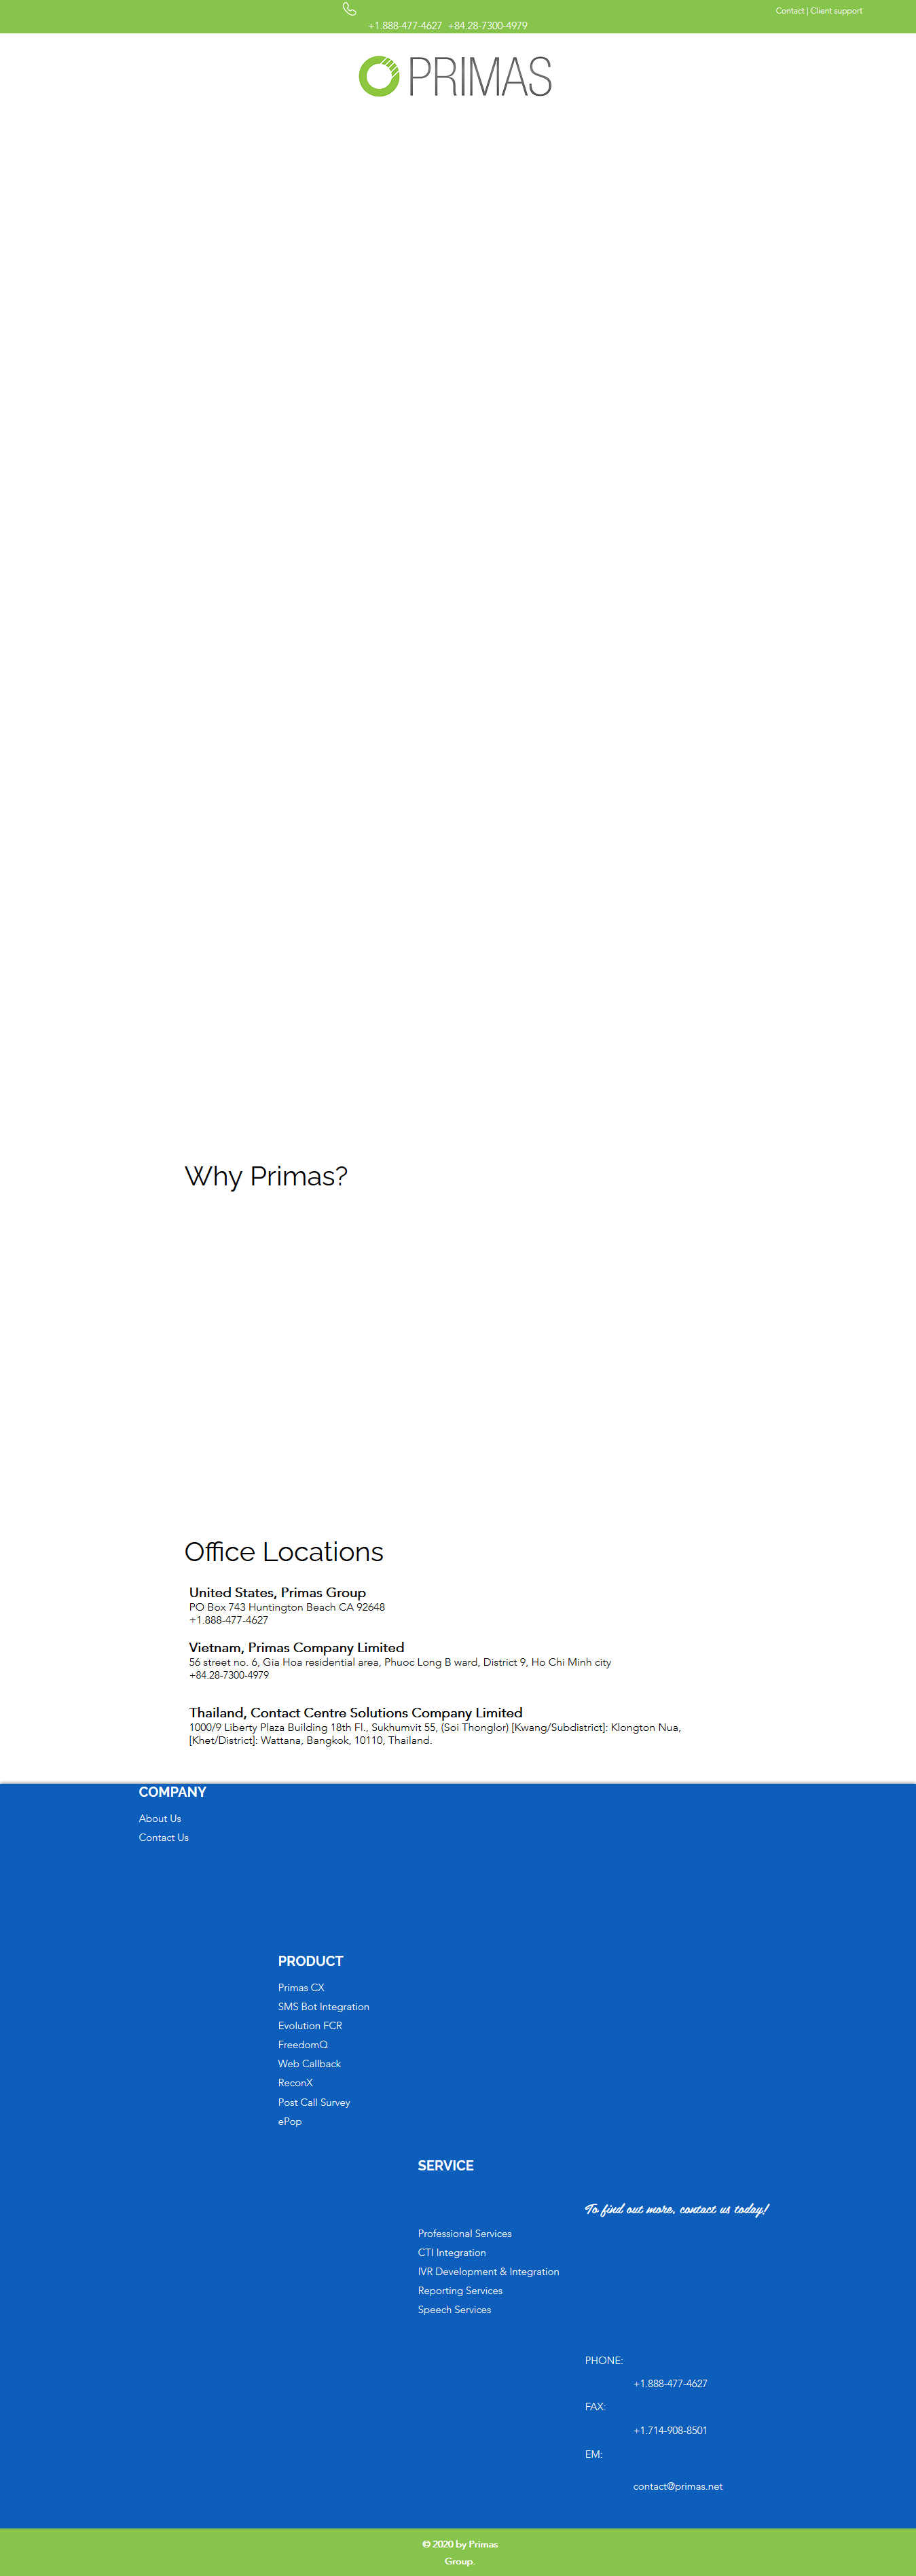 +1.888-477-4627 +84.28-7300-4979
Contact | Client support
PRIMAS
Why Primas?
Office Locations
United States, Primas Group
PO Box 743 Huntington Beach CA 92648
+1.888-477-4627
Vietnam, Primas Company Limited
56 street no. 6, Gia Hoa residential area, Phuoc Long B ward, District 9, Ho Chi Minh city
+84.28-7300-4979
Thailand, Contact Centre Solutions Company Limited
1000/9 Liberty Plaza Building 18th Fl., Sukhumvit 55, (Soi Thonglor) [Kwang/Subdistrict]: Klongton Nua,
[Khet/District]: Wattana, Bangkok, 10110, Thailand.
COMPANY
About Us
Contact Us
PRODUCT
Primas CX
SMS Bot Integration
Evolution FCR
FreedomQ
Web Callback
ReconX
Post Call Survey
ePop
SERVICE
To find out more, contact us today!
Professional Services
CTI Integration
IVR Development & Integration
Reporting Services
Speech Services
PHONE:
+1.888-477-4627
FAX:
+1.714-908-8501
EM:
contact@primas.net
© 2020 by Primas
Group.